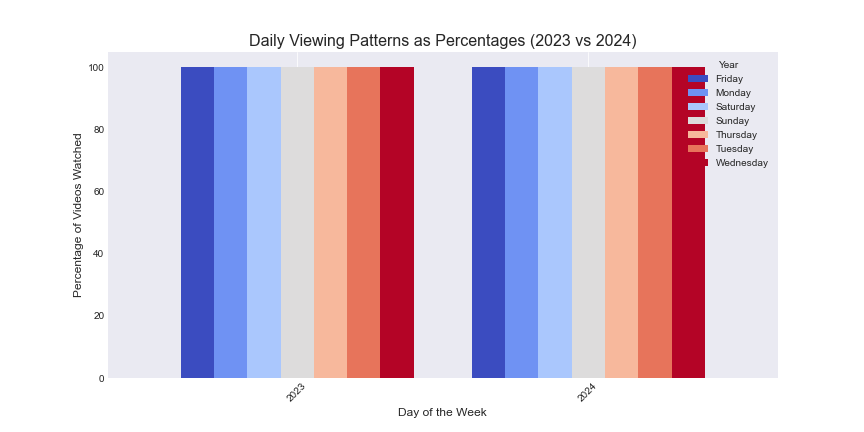 Daily Viewing Patterns as Percentages (2023 vs 2024)
Year
Friday
Monday
Saturday
Sunday
Thursday
Tuesday
Wednesday
Percentage of Videos Watched
100
80
60
40
20
0
2023
2024
Day of the Week